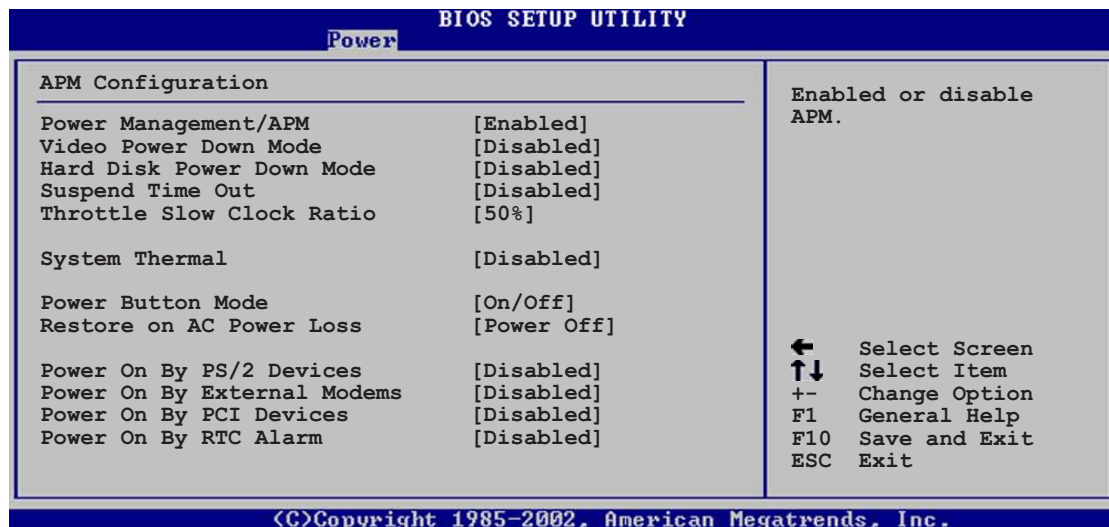 BIOS SETUP UTILITY
Power
APM Configuration
Power Management/APM [Enabled]
Video Power Down Mode [Disabled]
Hard Disk Power Down Mode [Disabled]
Suspend Time Out [Disabled]
Throttle Slow Clock Ratio [50%]
System Thermal [Disabled]
Power Button Mode [On/Off]
Restore on AC Power Loss [Power Off]
Power On By PS/2 Devices [Disabled]
Power On By External Modems [Disabled]
Power On By PCI Devices [Disabled]
Power On By RTC Alarm [Disabled]
Enabled or disable
APM.
← Select Screen
↑↓ Select Item
+- Change Option
F1 General Help
F10 Save and Exit
ESC Exit
(C)Copyright 1985-2002, American Megatrends, Inc.